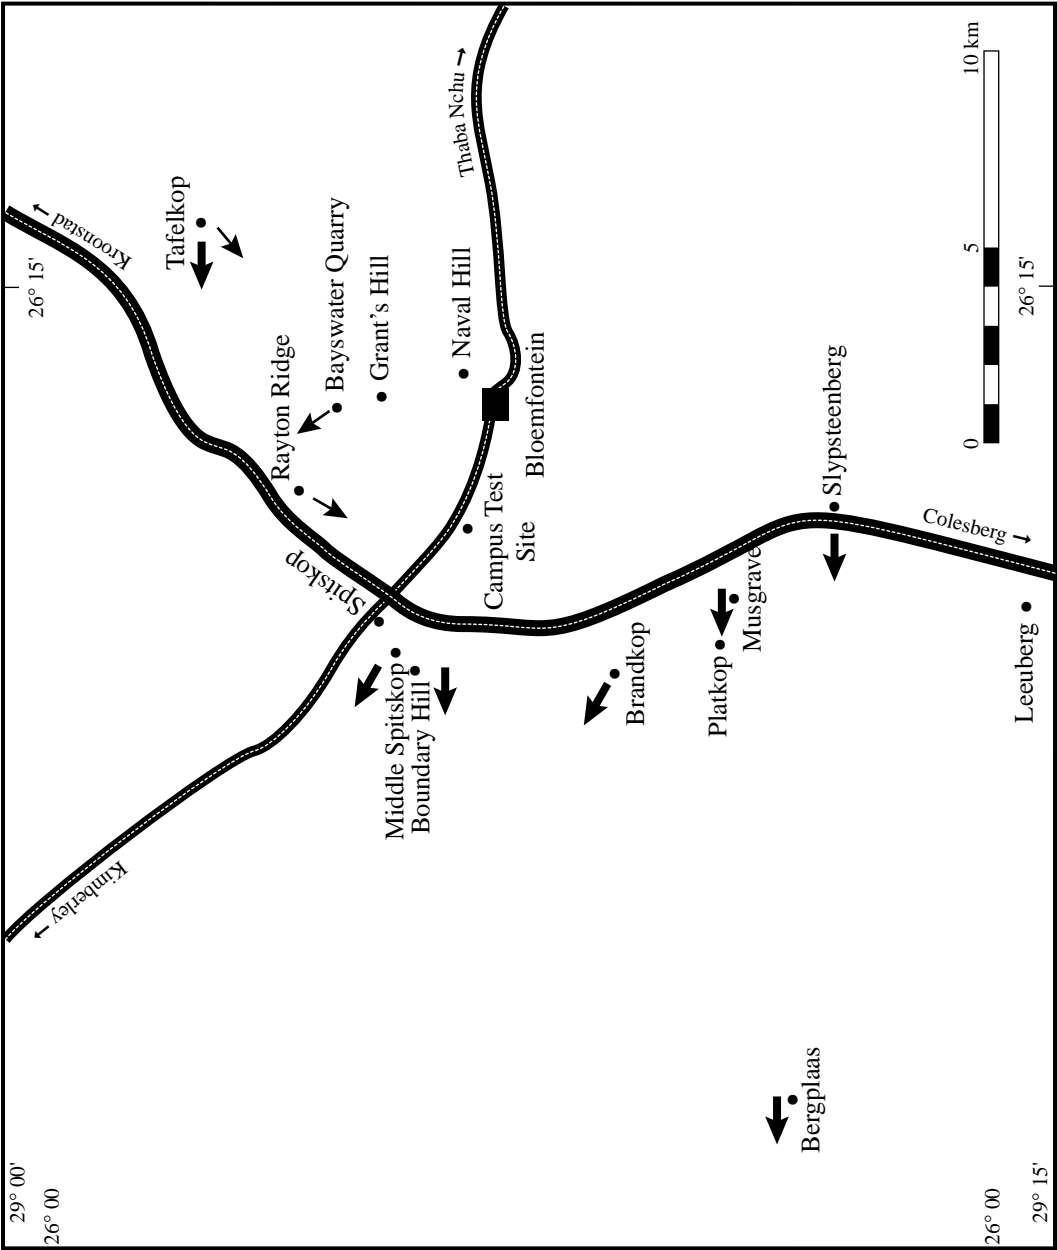 29° 00'
26° 00
Kimberley
26° 15'
Kroonstad
Tafelkop
Rayton Ridge
Bayswater Quarry
Grant's Hill
Spitskop
Middle Spitskop
Boundary Hill
Thaba Nchu
Naval Hill
Campus Test
Site
Bloemfontein
Brandkop
Platkop
Musgrave
Bergplaas
Slypsteenberg
Colesberg
Leeuberg
0
5
10 km
26° 15'
26° 00
29° 15'